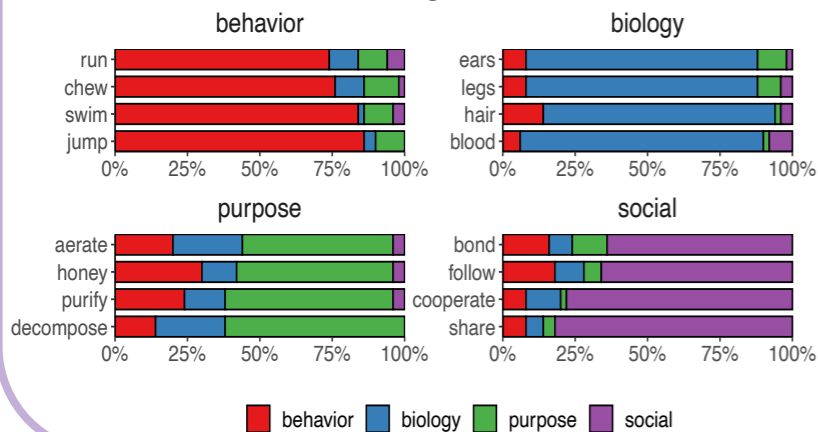 behavior
biology
run
chew
swim
jump
0% 25% 50% 75% 100%
ears
legs
hair
blood
0% 25% 50% 75% 100%
purpose
social
aerate
honey
purify
decompose
0% 25% 50% 75% 100%
bond
follow
cooperate
share
0% 25% 50% 75% 100%
behavior biology purpose social